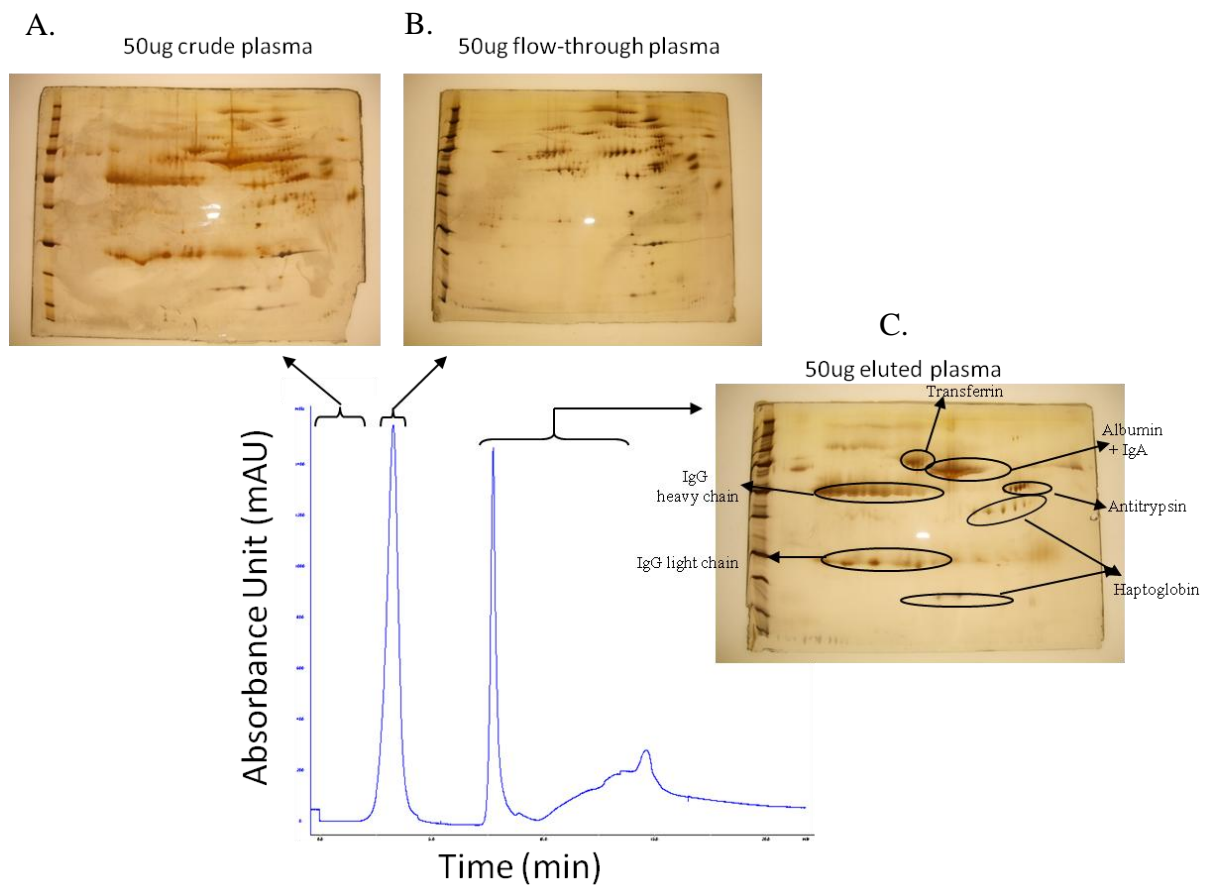 A.
50ug crude plasma
B.
50ug flow-through plasma
C.
50ug eluted plasma
Transferrin
Albumin
+ IgA
IgG
heavy chain
Antitrypsin
IgG light chain
Haptoglobin
Absorbance Unit (mAU)
Time (min)